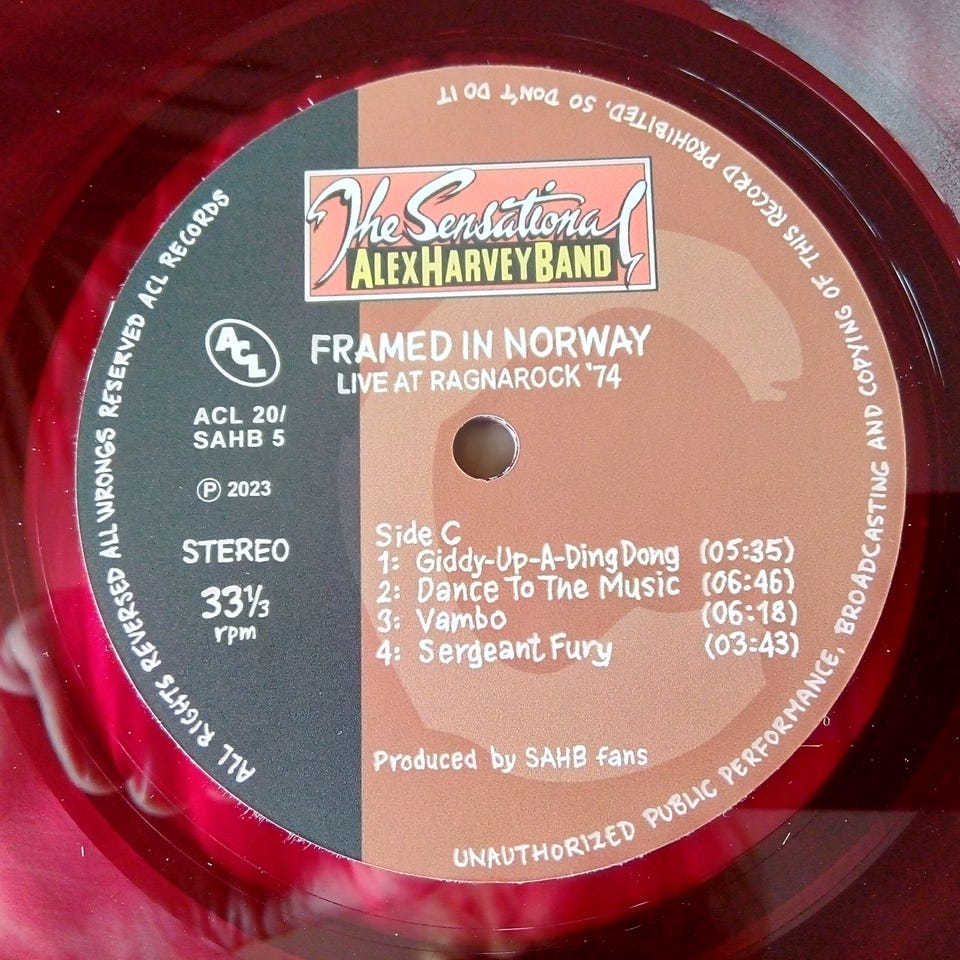 The Sensational
ALEX HARVEY BAND
FRAMED IN NORWAY
LIVE AT RAGNAROCK '74
ACL
ACL 20/
SAHB 5
Ⓟ 2023
STEREO
33⅓
rpm
Side C
1: Giddy-Up-A-Ding Dong (05:35)
2: Dance To The Music (06:46)
3: Vambo (06:18)
4: Sergeant Fury (03:43)
Produced by SAHB fans
ALL RIGHTS REVERSED ALL WRONGS RESERVED ACL RECORDS
UNAUTHORIZED PUBLIC PERFORMANCE, BROADCASTING AND COPYING OF THIS RECORD PROHIBITED, SO DON'T DO IT